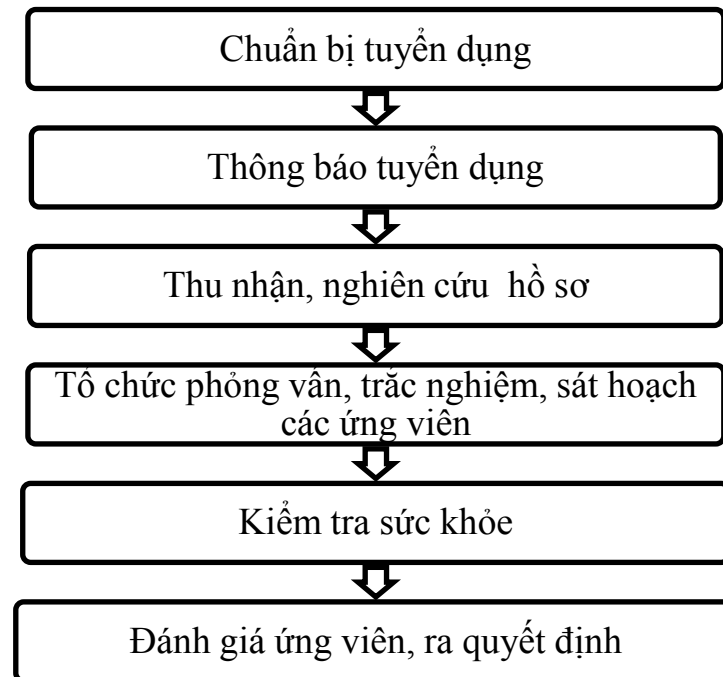 Chuẩn bị tuyển dụng
Thông báo tuyển dụng
Thu nhận, nghiên cứu hồ sơ
Tổ chức phỏng vấn, trắc nghiệm, sát hoạch
các ứng viên
Kiểm tra sức khỏe
Đánh giá ứng viên, ra quyết định